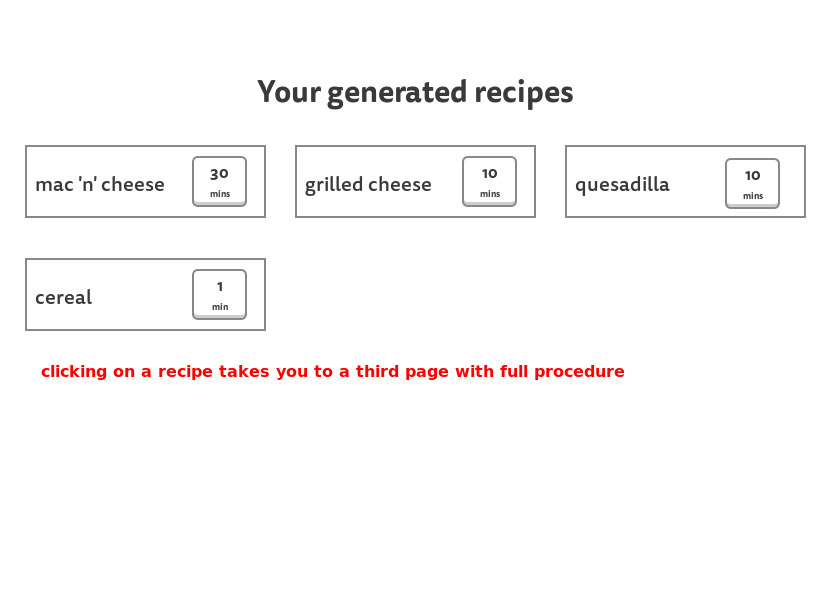 Your generated recipes
mac 'n' cheese
30
mins
grilled cheese
10
mins
quesadilla
10
mins
cereal
1
min
clicking on a recipe takes you to a third page with full procedure